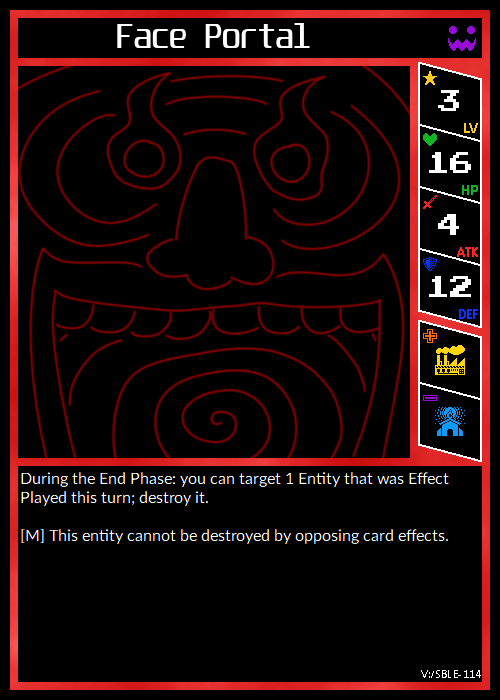 Face Portal
3
LV
16
HP
4
ATK
12
DEF
During the End Phase: you can target 1 Entity that was Effect
Played this turn; destroy it.
[M] This entity cannot be destroyed by opposing card effects.
V:/SBLE-114